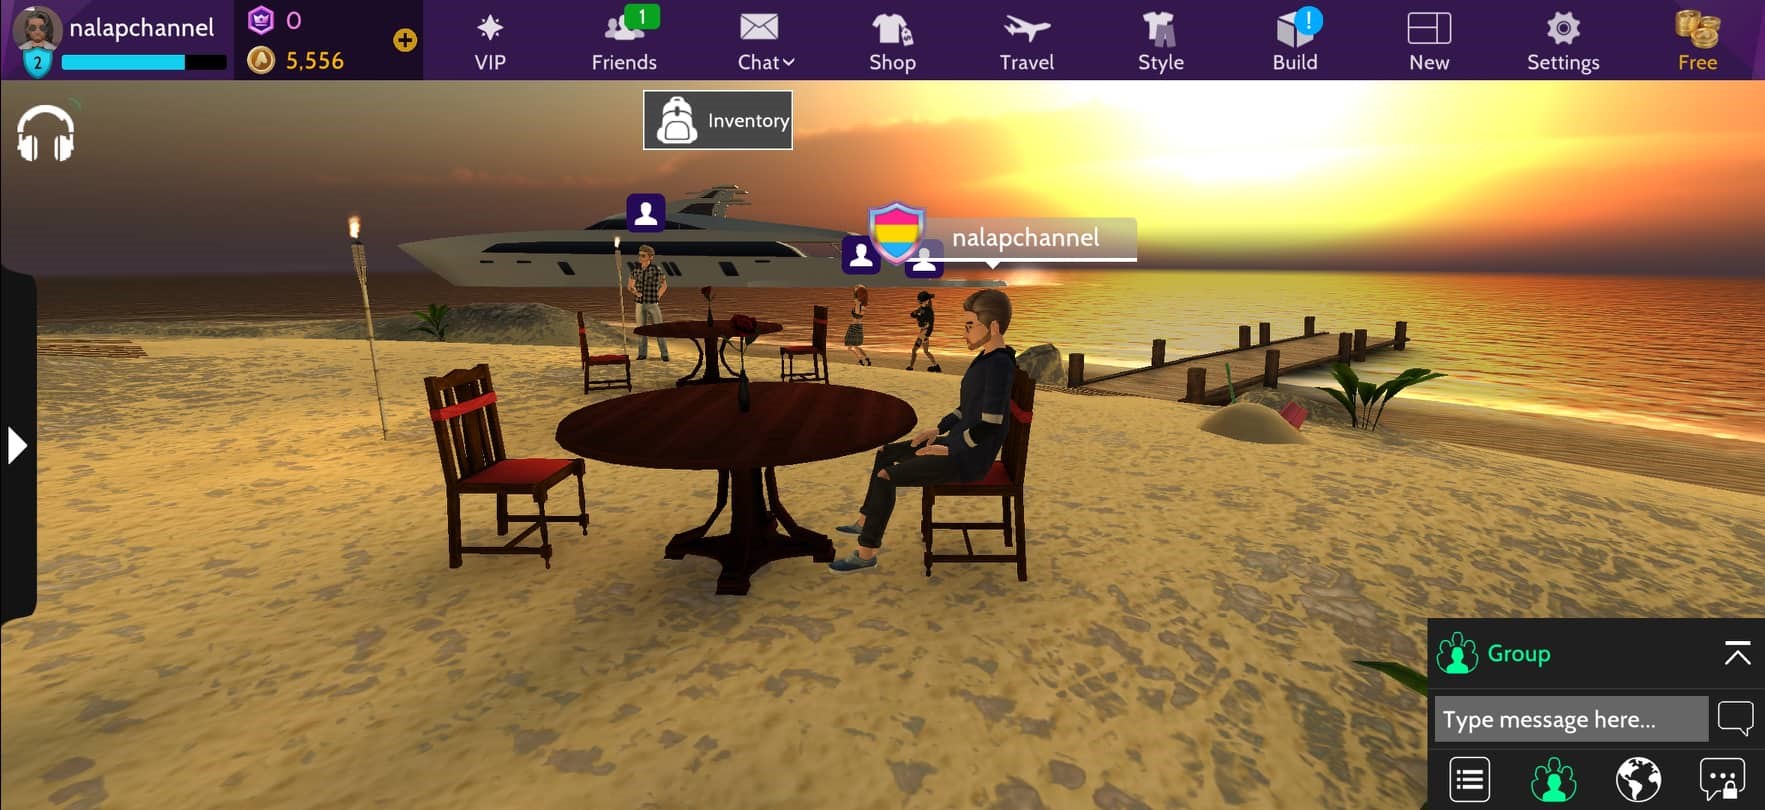 nalapchannel
2
0
5,556
VIP
1
Friends
Chat
Shop
Travel
Style
!
Build
New
Settings
Free
Inventory
nalapchannel
Group
Type message here...